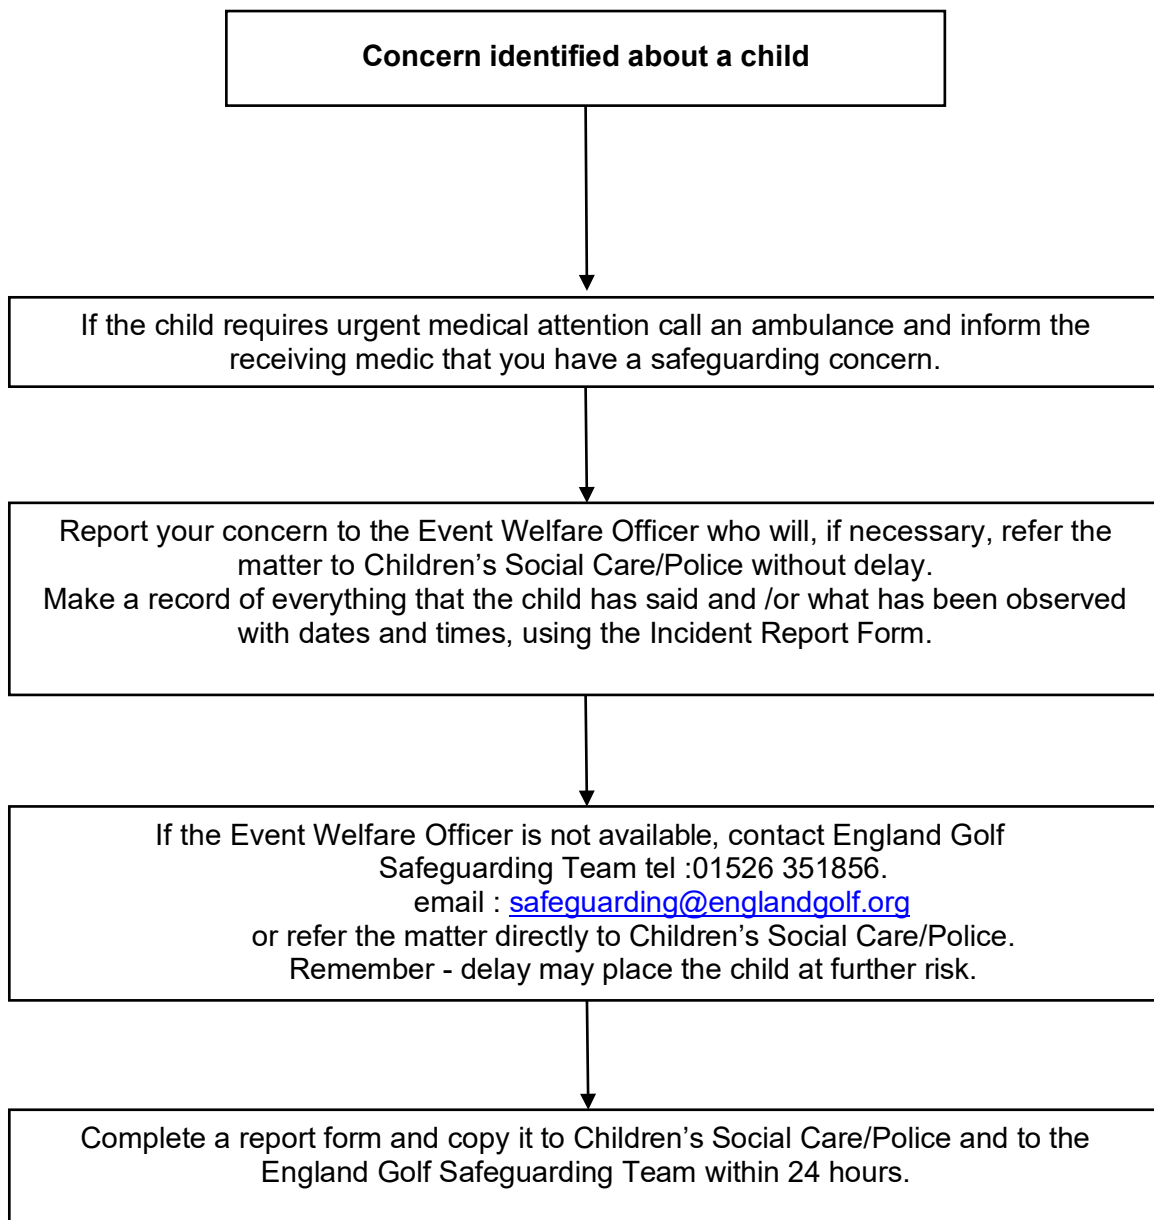 Concern identified about a child
If the child requires urgent medical attention call an ambulance and inform the
receiving medic that you have a safeguarding concern.
Report your concern to the Event Welfare Officer who will, if necessary, refer the
matter to Children’s Social Care/Police without delay.
Make a record of everything that the child has said and /or what has been observed
with dates and times, using the Incident Report Form.
If the Event Welfare Officer is not available, contact England Golf
Safeguarding Team tel :01526 351856.
email : safeguarding@englandgolf.org
or refer the matter directly to Children’s Social Care/Police.
Remember - delay may place the child at further risk.
Complete a report form and copy it to Children’s Social Care/Police and to the
England Golf Safeguarding Team within 24 hours.